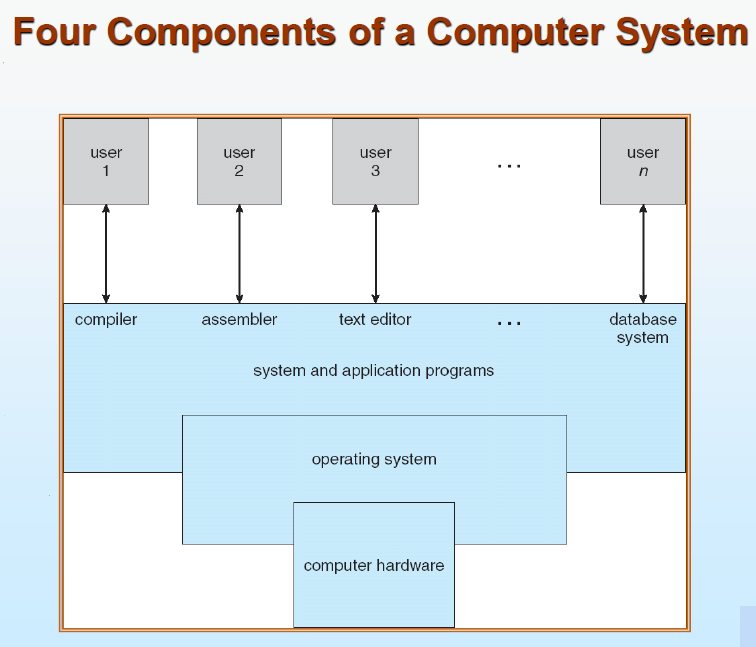 Four Components of a Computer System
user
1
user
2
user
3
...
user
n
compiler
assembler
text editor
...
database
system
system and application programs
operating system
computer hardware